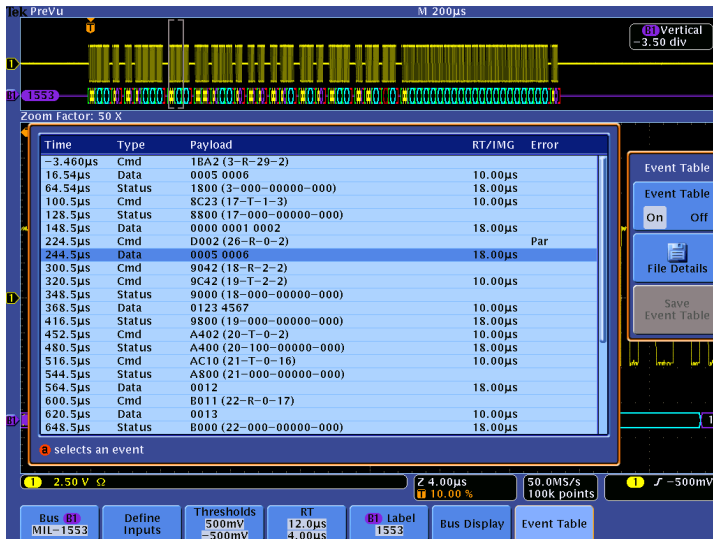 Tek PreVu M 200µs
T
B1 Vertical
-3.50 div
1
B1 1553
Zoom Factor: 50 X
Time Type Payload RT/IMG Error
-3.460µs Cmd 1BA2 (3-R-29-2)
16.54µs Data 0005 0006 10.00µs
64.54µs Status 1800 (3-000-00000-000) 18.00µs
100.5µs Cmd 8C23 (17-T-1-3) 10.00µs
128.5µs Status 8800 (17-000-00000-000)
148.5µs Data 0000 0001 0002 18.00µs
224.5µs Cmd D002 (26-R-0-2) Par
244.5µs Data 0005 0006 18.00µs
300.5µs Cmd 9042 (18-R-2-2)
320.5µs Cmd 9C42 (19-T-2-2) 10.00µs
348.5µs Status 9000 (18-000-00000-000)
368.5µs Data 0123 4567 10.00µs
416.5µs Status 9800 (19-000-00000-000) 18.00µs
452.5µs Cmd A402 (20-T-0-2) 10.00µs
480.5µs Status A400 (20-100-00000-000) 18.00µs
516.5µs Cmd AC10 (21-T-0-16) 10.00µs
544.5µs Status A800 (21-000-00000-000)
564.5µs Data 0012 18.00µs
600.5µs Cmd B011 (22-R-0-17)
620.5µs Data 0013 10.00µs
648.5µs Status B000 (22-000-00000-000) 18.00µs
a selects an event
Event Table
Event Table
On Off
File Details
Save
Event Table
1
B1
1
1 2.50 V Ω
Z 4.00µs
T 10.00 %
50.0MS/s
100k points
1 ∫ -500mV
Bus B1
MIL-1553
Define
Inputs
Thresholds
500mV
-500mV
RT
12.0µs
4.00µs
B1 Label
1553
Bus Display
Event Table